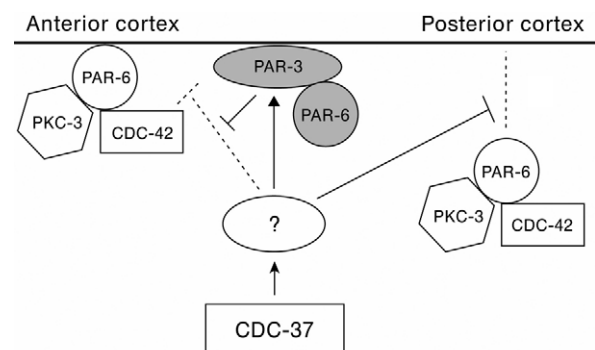 Anterior cortex
Posterior cortex
PAR-3
PAR-6
PAR-6
PKC-3
CDC-42
PAR-6
PKC-3
CDC-42
?
CDC-37